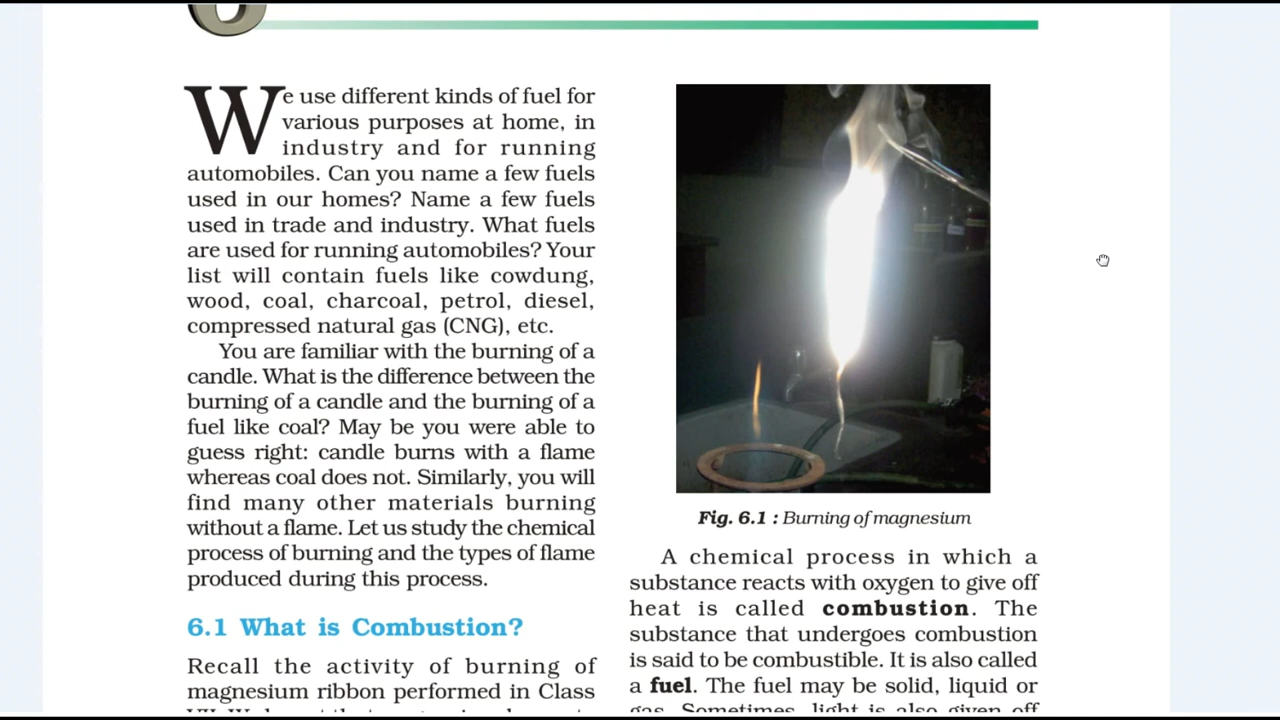 We use different kinds of fuel for
various purposes at home, in
industry and for running
automobiles. Can you name a few fuels
used in our homes? Name a few fuels
used in trade and industry. What fuels
are used for running automobiles? Your
list will contain fuels like cowdung,
wood, coal, charcoal, petrol, diesel,
compressed natural gas (CNG), etc.
You are familiar with the burning of a
candle. What is the difference between the
burning of a candle and the burning of a
fuel like coal? May be you were able to
guess right: candle burns with a flame
whereas coal does not. Similarly, you will
find many other materials burning
without a flame. Let us study the chemical
process of burning and the types of flame
produced during this process.
6.1 What is Combustion?
Recall the activity of burning of
magnesium ribbon performed in Class
Fig. 6.1 : Burning of magnesium
A chemical process in which a
substance reacts with oxygen to give off
heat is called combustion. The
substance that undergoes combustion
is said to be combustible. It is also called
a fuel. The fuel may be solid, liquid or
gas. Sometimes, light is also given off